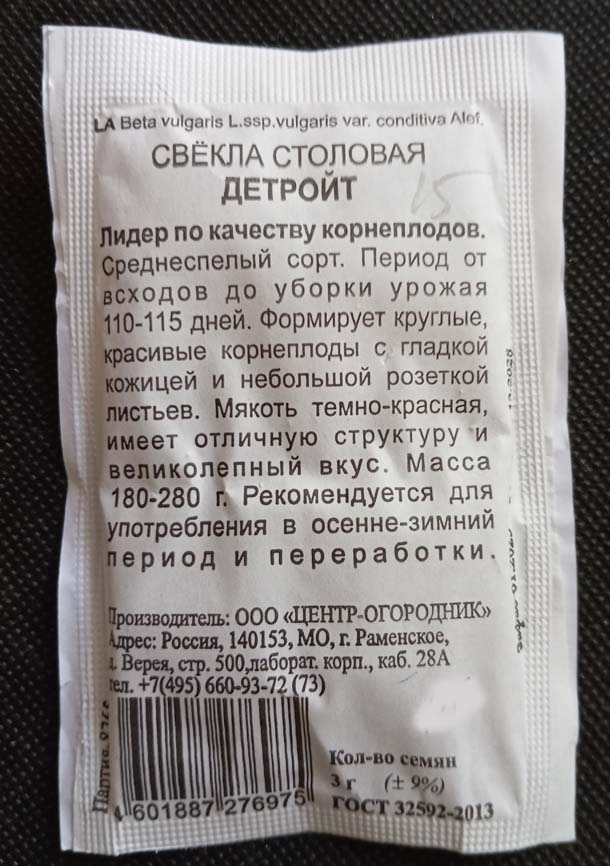 LA Beta vulgaris L.ssp.vulgaris var. conditiva Alef.
СВЁКЛА СТОЛОВАЯ
ДЕТРОЙТ
15
Лидер по качеству корнеплодов.
Среднеспелый сорт. Период от
всходов до уборки урожая
110-115 дней. Формирует круглые,
красивые корнеплоды с гладкой
кожицей и небольшой розеткой
листьев. Мякоть темно-красная,
имеет отличную структуру и
великолепный вкус. Масса
180-280 г. Рекомендуется для
употребления в осенне-зимний
период и переработки.
Производитель: ООО «ЦЕНТР-ОГОРОДНИК»
Адрес: Россия, 140153, МО, г. Раменское,
д. Верея, стр. 500,лаборат. корп., каб. 28А
тел. +7(495) 660-93-72 (73)
Кол-во семян
3 г (± 9%)
ГОСТ 32592-2013
4 601887 276975